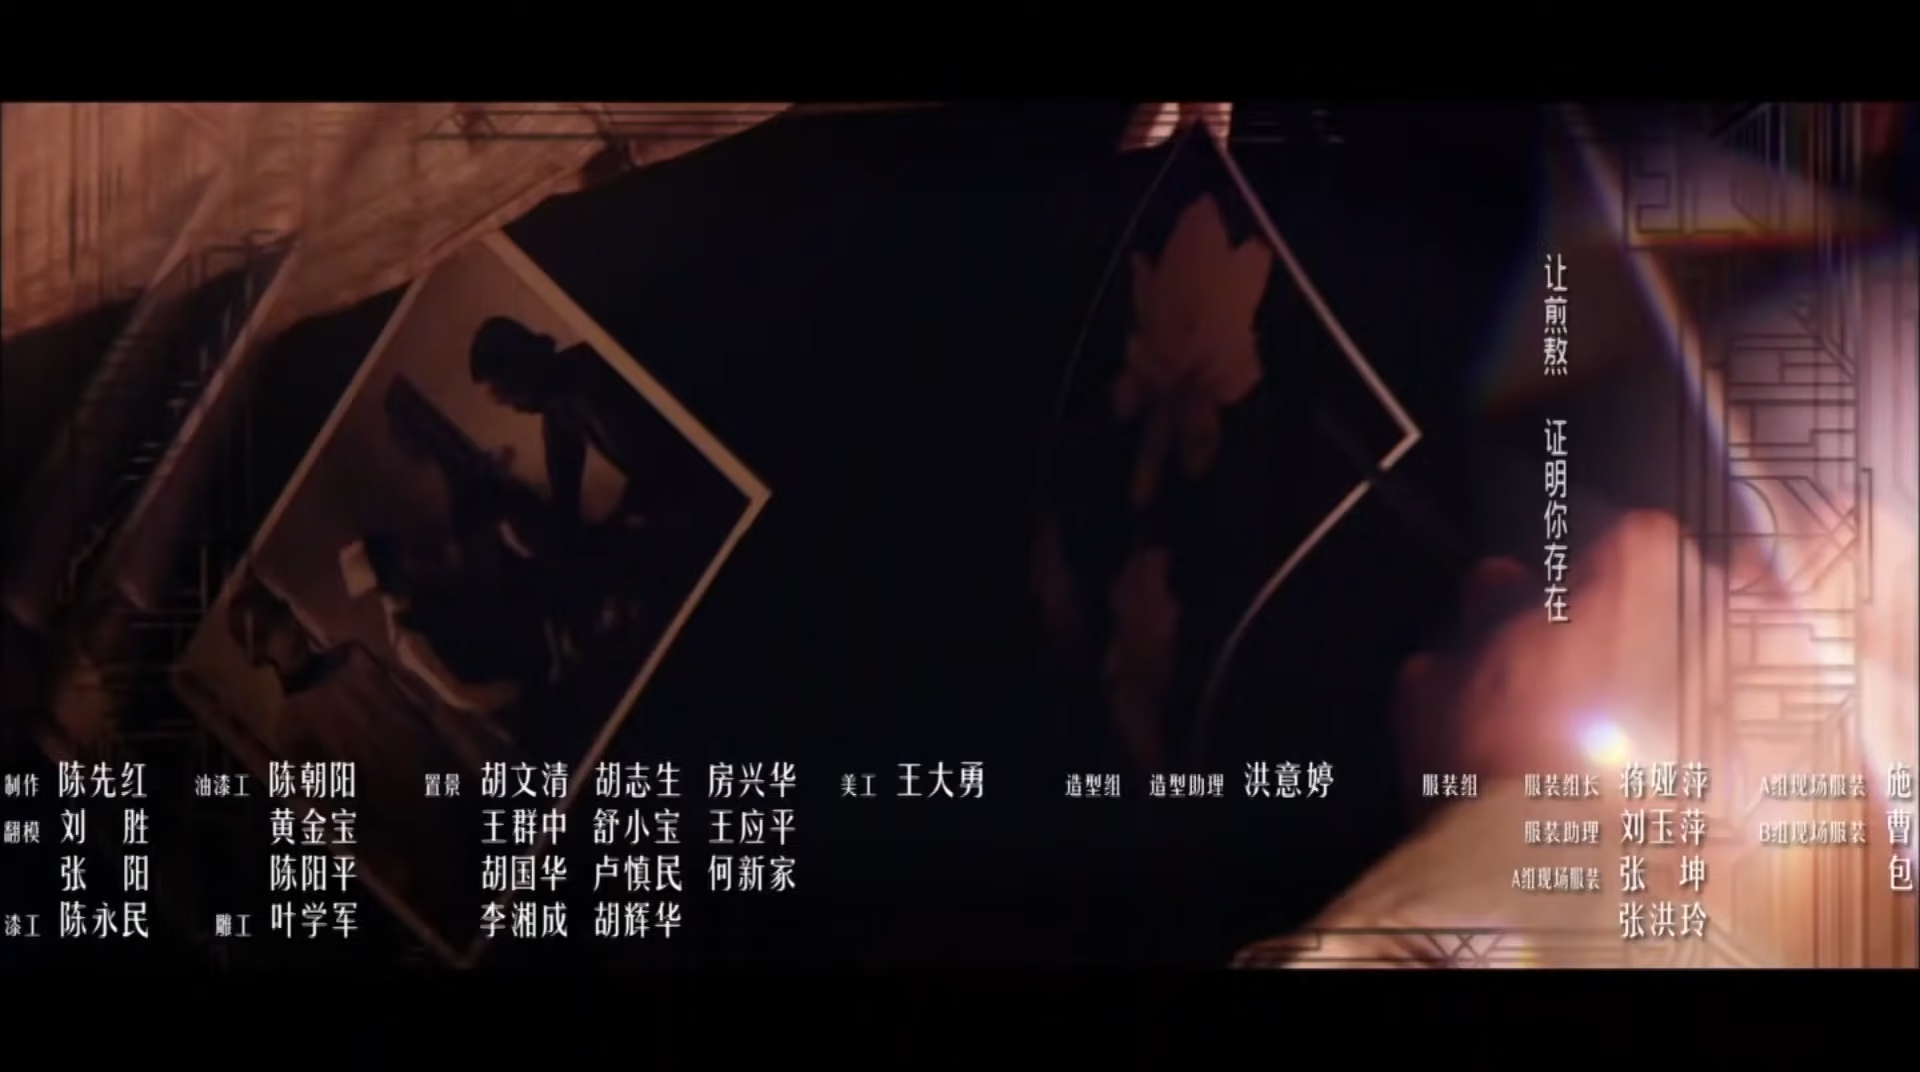 让煎熬 证明你存在
制作 陈先红 油漆工 陈朝阳 置景 胡文清 胡志生 房兴华 美工 王大勇 造型组 造型助理 洪意婷 服装组 服装组长 蒋娅萍 A组现场服装 施
翻模 刘 胜 黄金宝 王群中 舒小宝 王应平 服装助理 刘玉萍 B组现场服装 曹
张 阳 陈阳平 胡国华 卢慎民 何新家 A组现场服装 张 坤 包
漆工 陈永民 雕工 叶学军 李湘成 胡辉华 张洪玲